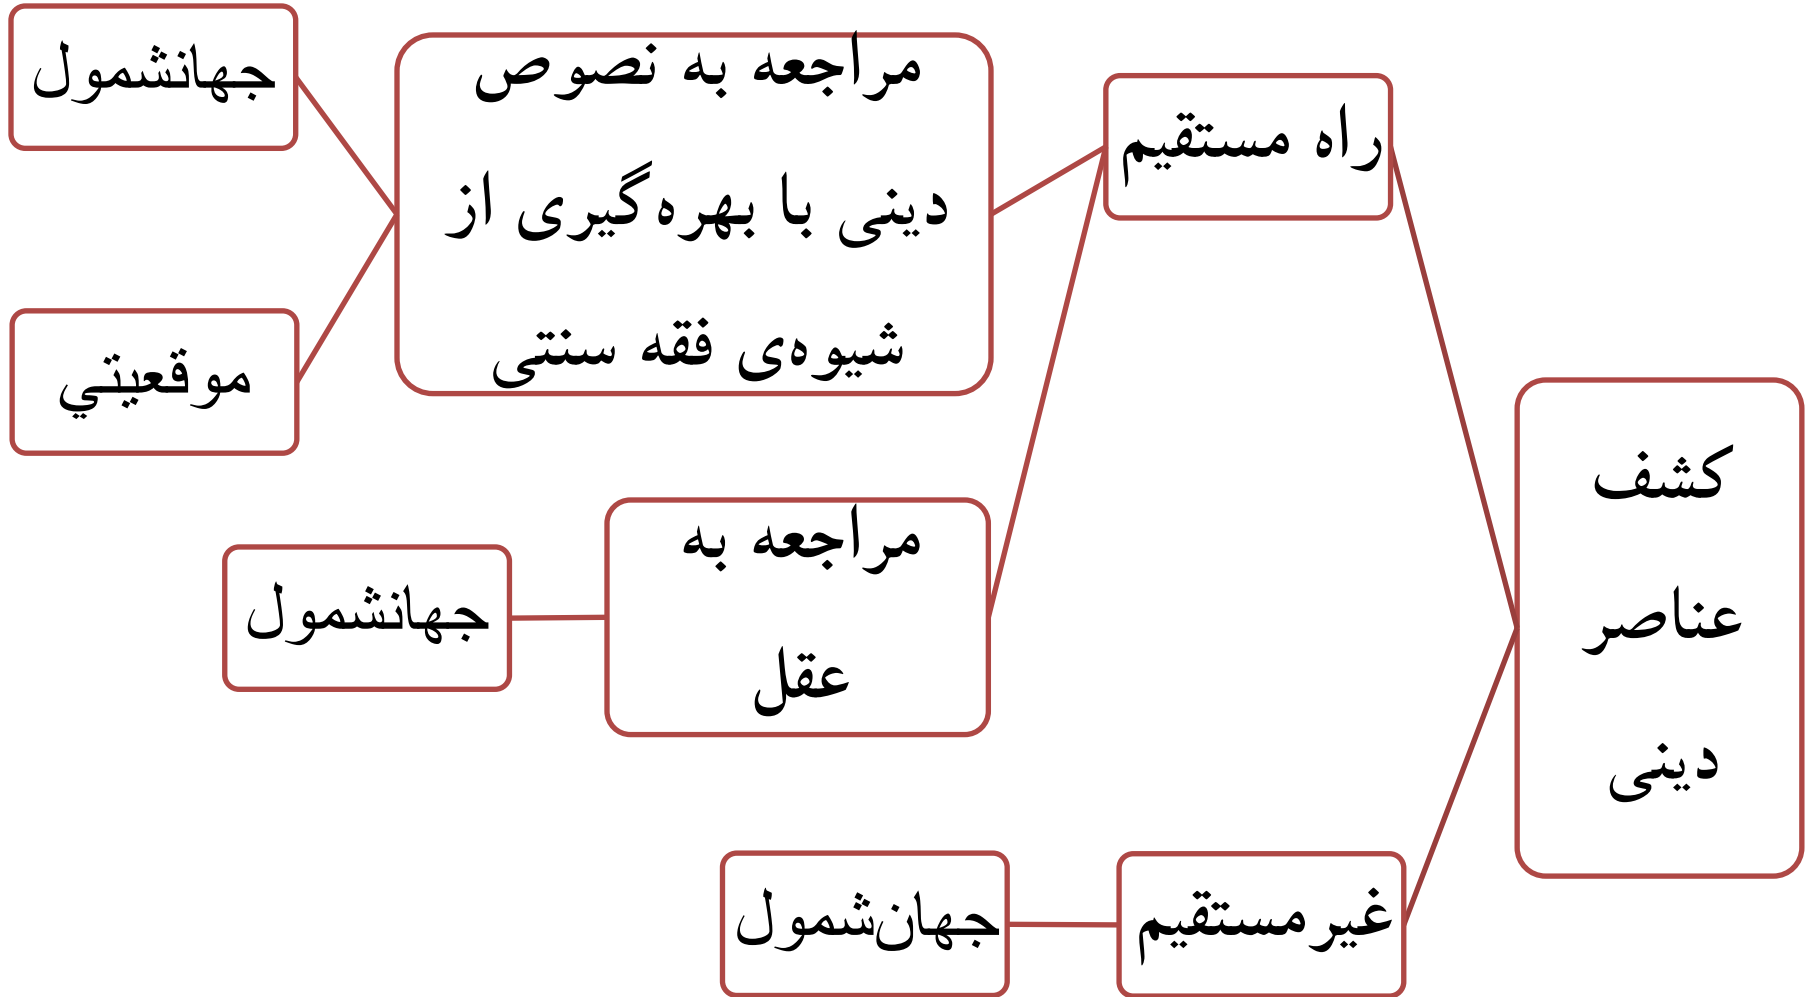 کشف
عناصر
دینی
راه مستقیم
مراجعه به نصوص
دینی با بهره‌گیری از
شیوه‌ی فقه سنتی
جهانشمول
موقعیتي
مراجعه به
عقل
جهانشمول
غیرمستقیم
جهان‌شمول